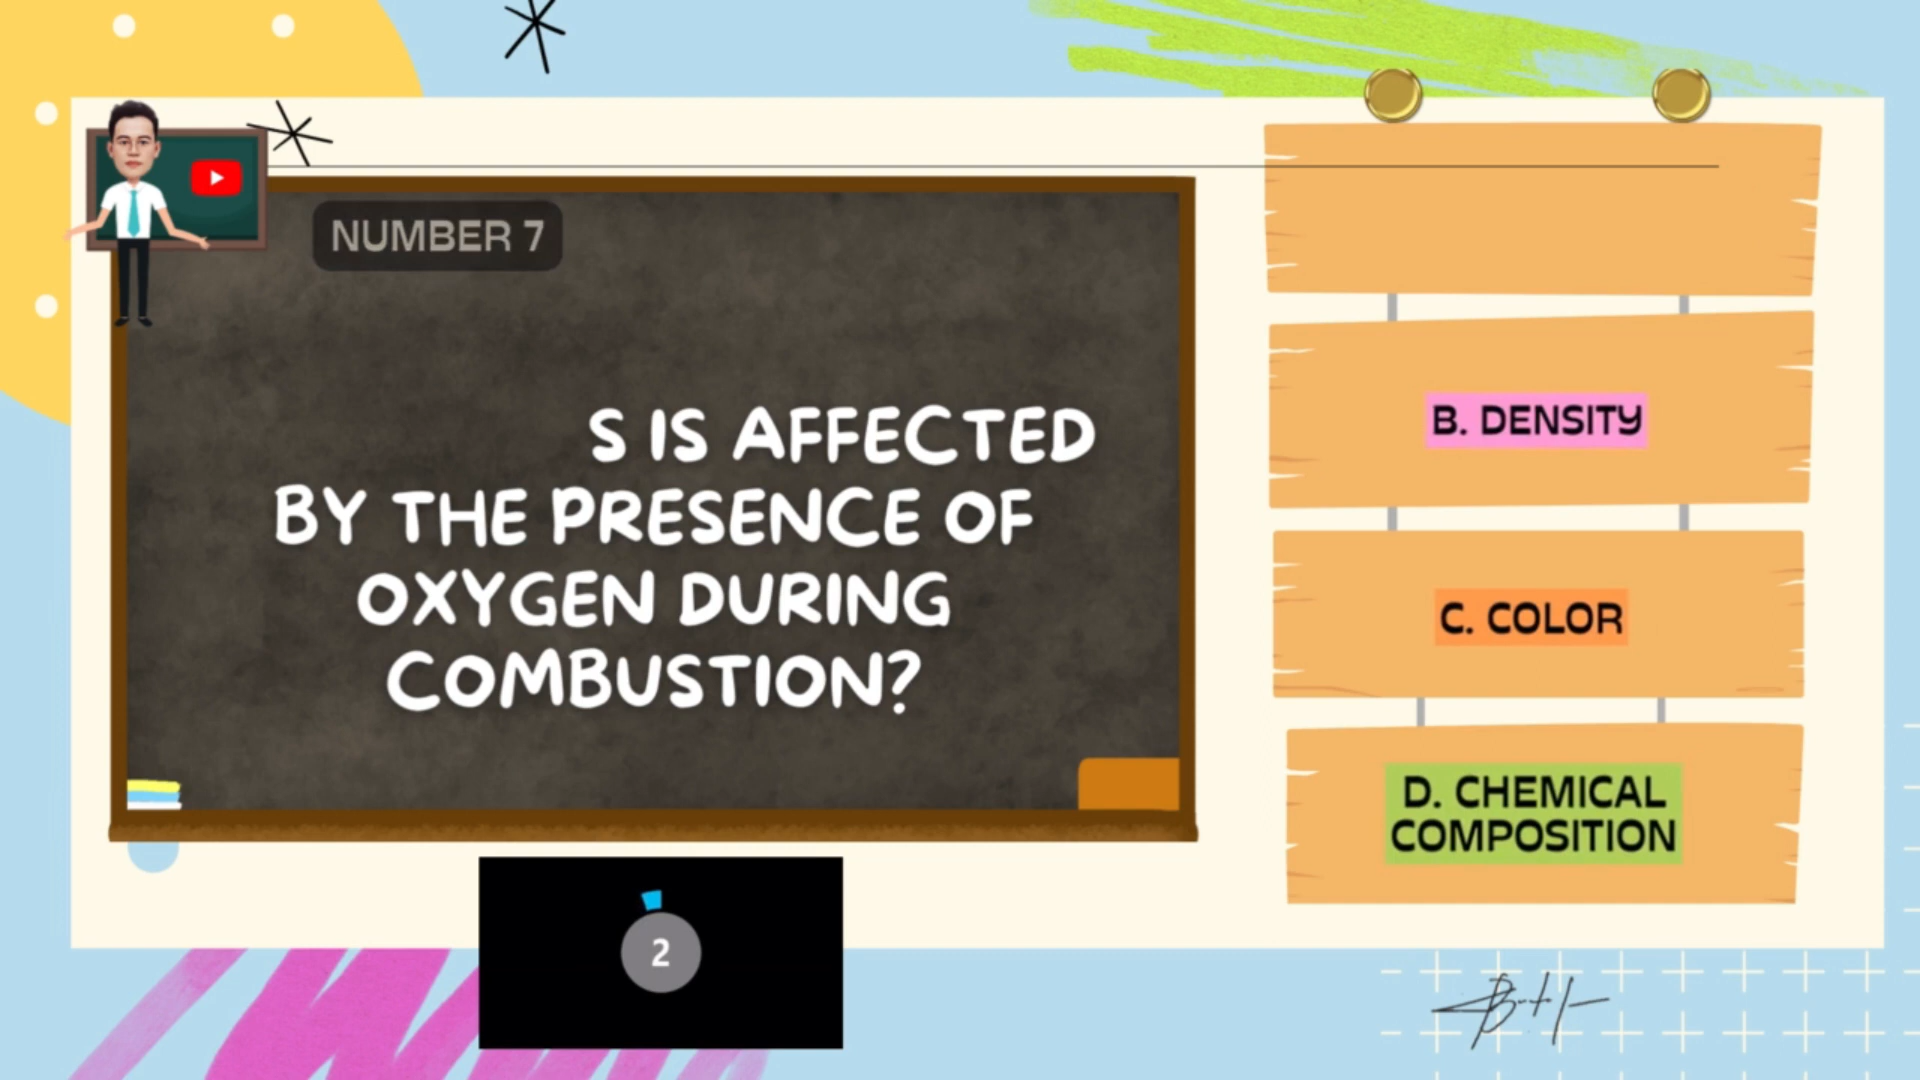 NUMBER 7
S IS AFFECTED
BY THE PRESENCE OF
OXYGEN DURING
COMBUSTION?
B. DENSITY
C. COLOR
D. CHEMICAL
COMPOSITION
2